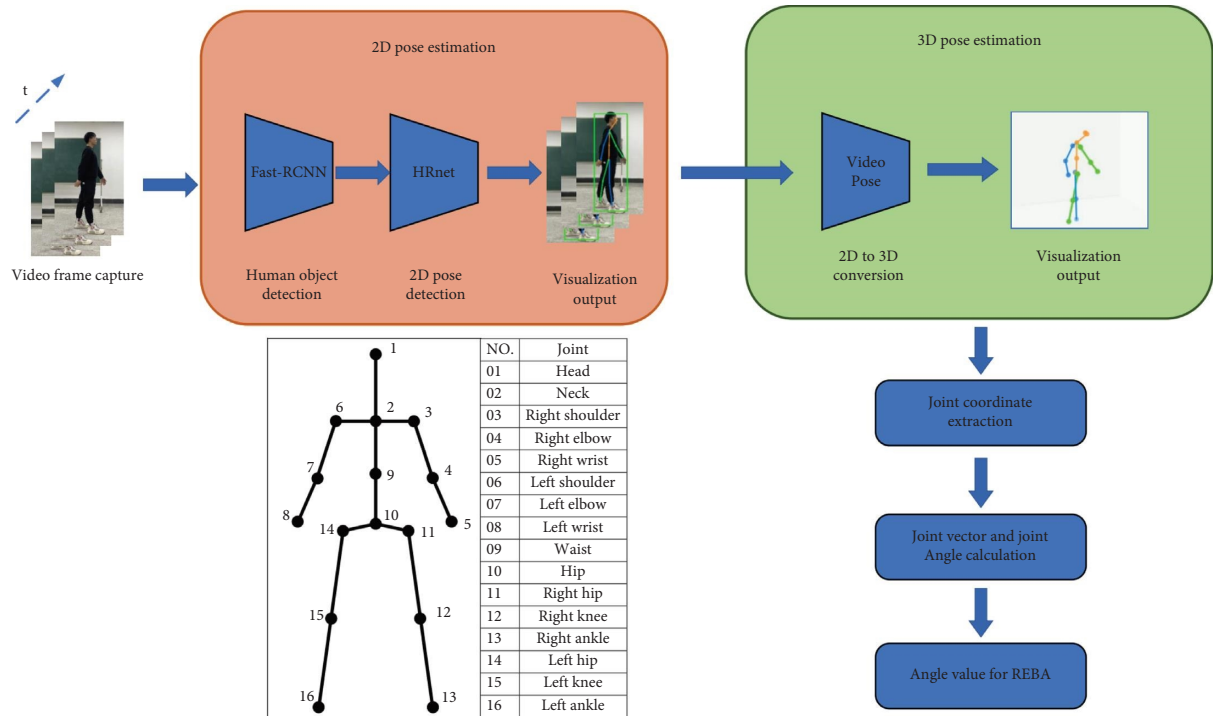 2D pose estimation
3D pose estimation
t
Fast-RCNN
HRnet
Video
Pose
Video frame capture
Human object
detection
2D pose
detection
Visualization
output
2D to 3D
conversion
Visualization
output
1
6
2
3
7
9
4
8
10
5
14
11
15
12
16
13
NO. Joint
01 Head
02 Neck
03 Right shoulder
04 Right elbow
05 Right wrist
06 Left shoulder
07 Left elbow
08 Left wrist
09 Waist
10 Hip
11 Right hip
12 Right knee
13 Right ankle
14 Left hip
15 Left knee
16 Left ankle
Joint coordinate
extraction
Joint vector and joint
Angle calculation
Angle value for REBA